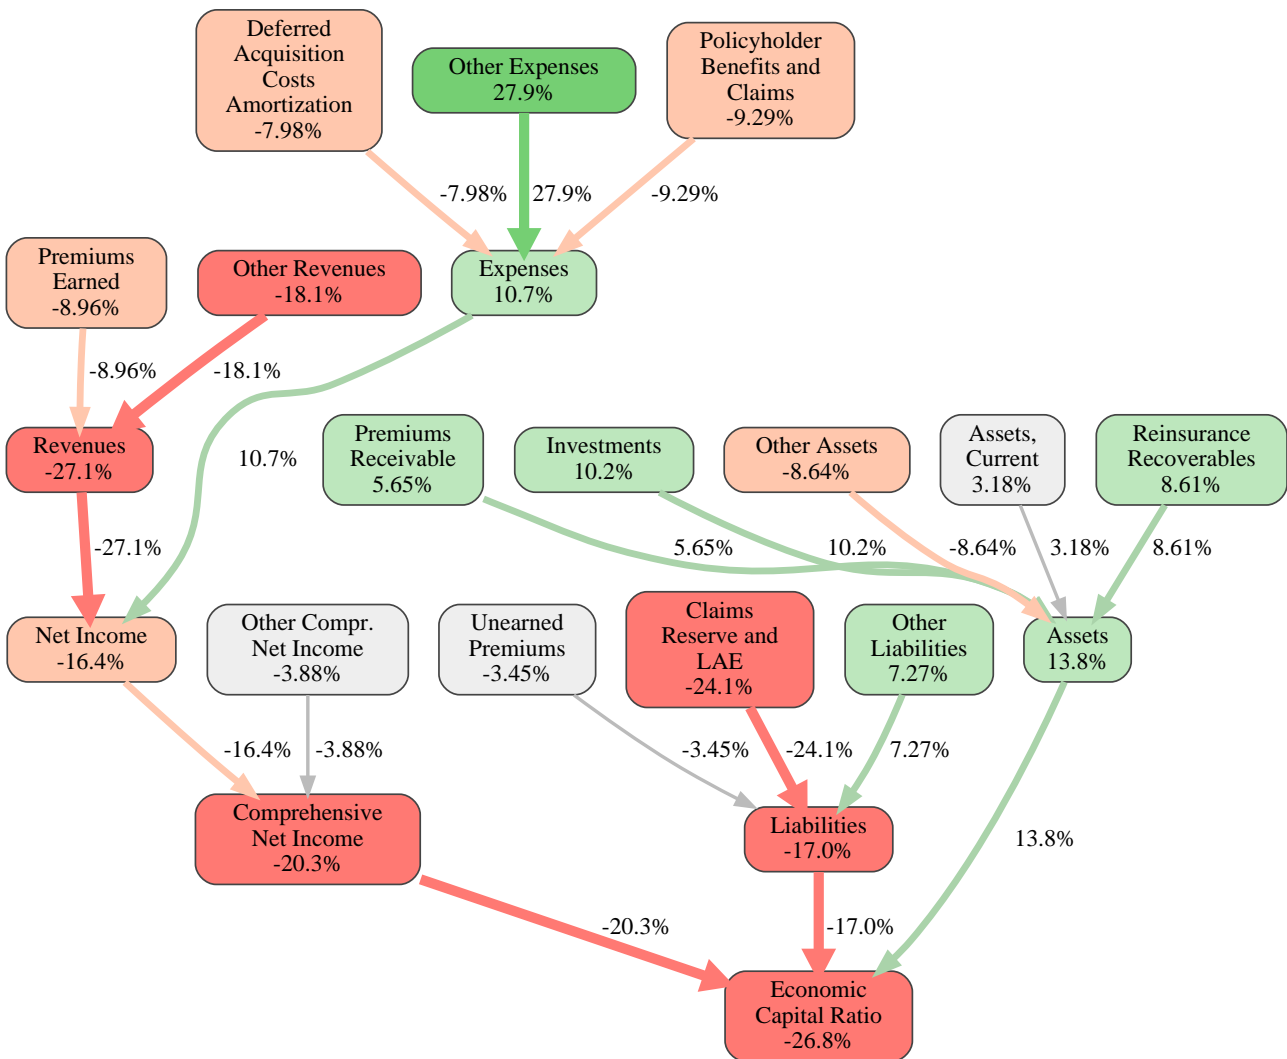 Deferred
Acquisition
Costs
Amortization
-7.98%
Other Expenses
27.9%
Policyholder
Benefits and
Claims
-9.29%
-7.98%
27.9%
-9.29%
Premiums
Earned
-8.96%
Other Revenues
-18.1%
Expenses
10.7%
-8.96%
-18.1%
Revenues
-27.1%
10.7%
Premiums
Receivable
5.65%
Investments
10.2%
Other Assets
-8.64%
Assets,
Current
3.18%
Reinsurance
Recoverables
8.61%
-27.1%
5.65%
10.2%
-8.64%
3.18%
8.61%
Net Income
-16.4%
Other Compr.
Net Income
-3.88%
Unearned
Premiums
-3.45%
Claims
Reserve and
LAE
-24.1%
Other
Liabilities
7.27%
Assets
13.8%
-16.4%
-3.88%
-3.45%
-24.1%
7.27%
Comprehensive
Net Income
-20.3%
Liabilities
-17.0%
13.8%
-20.3%
-17.0%
Economic
Capital Ratio
-26.8%